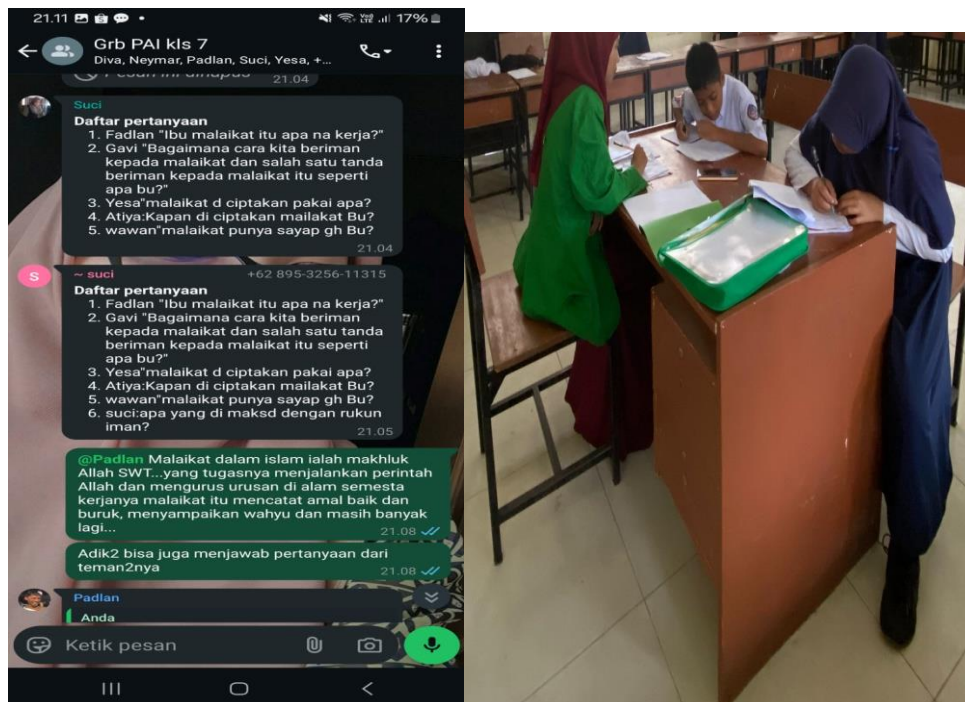 21.11
17%
Grb PAI kls 7
Diva, Neymar, Padlan, Suci, Yesa, +...
21.04
Suci
Daftar pertanyaan
1. Fadlan "Ibu malaikat itu apa na kerja?"
2. Gavi "Bagaimana cara kita beriman
kepada malaikat dan salah satu tanda
beriman kepada malaikat itu seperti
apa bu?"
3. Yesa"malaikat d ciptakan pakai apa?
4. Atiya:Kapan di ciptakan mailakat Bu?
5. wawan"malaikat punya sayap gh Bu?
21.04
S
~ suci +62 895-3256-11315
Daftar pertanyaan
1. Fadlan "Ibu malaikat itu apa na kerja?"
2. Gavi "Bagaimana cara kita beriman
kepada malaikat dan salah satu tanda
beriman kepada malaikat itu seperti
apa bu?"
3. Yesa"malaikat d ciptakan pakai apa?
4. Atiya:Kapan di ciptakan mailakat Bu?
5. wawan"malaikat punya sayap gh Bu?
6. suci:apa yang di maksd dengan rukun
iman?
21.05
@Padlan Malaikat dalam islam ialah makhluk
Allah SWT...yang tugasnya menjalankan perintah
Allah dan mengurus urusan di alam semesta
kerjanya malaikat itu mencatat amal baik dan
buruk, menyampaikan wahyu dan masih banyak
lagi...
21.08
Adik2 bisa juga menjawab pertanyaan dari
teman2nya
21.08
Padlan
Anda
Ketik pesan